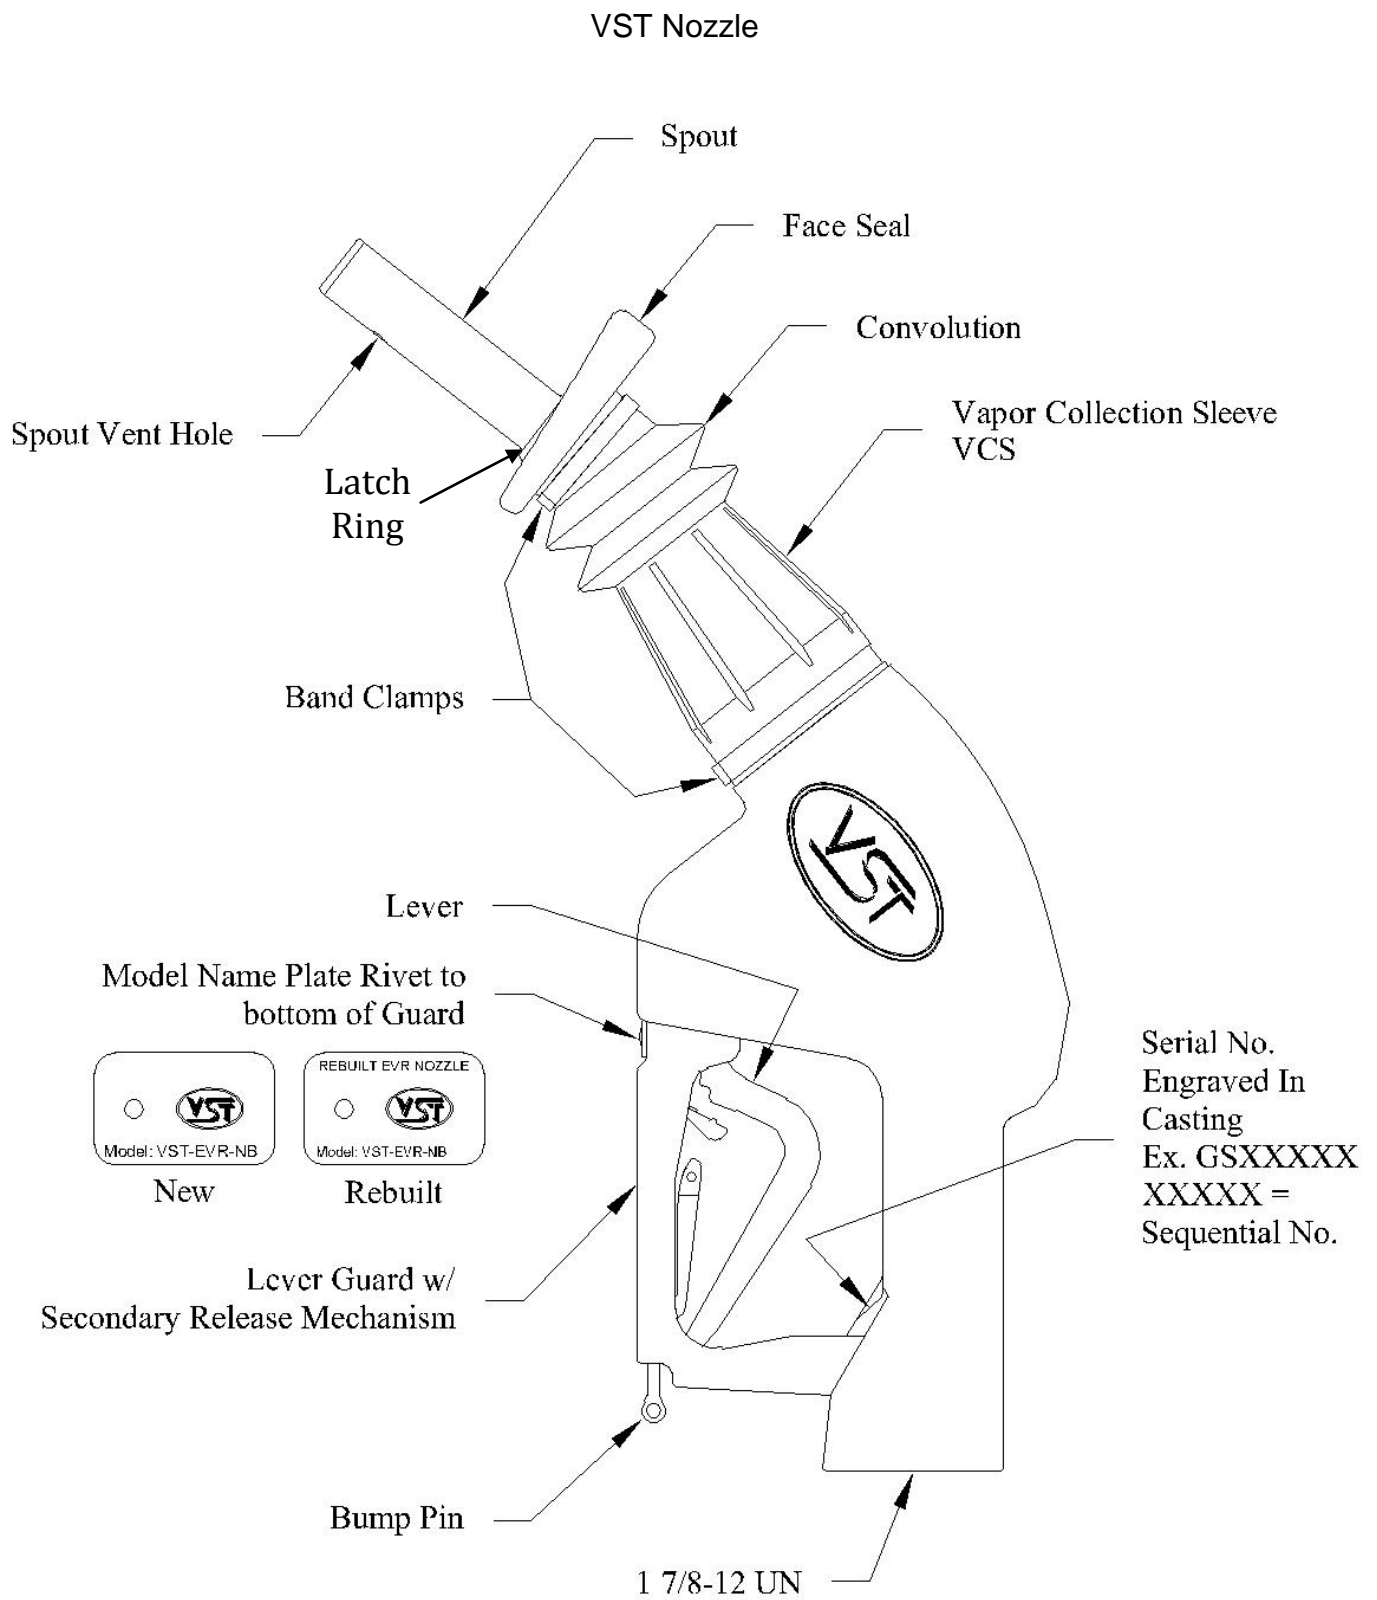 VST Nozzle
Spout
Face Seal
Convolution
Vapor Collection Sleeve
VCS
Spout Vent Hole
Latch
Ring
Band Clamps
VST
Lever
Model Name Plate Rivet to
bottom of Guard
VST
Model: VST-EVR-NB
New
REBUILT EVR NOZZLE
VST
Model: VST-EVR-NB
Rebuilt
Serial No.
Engraved In
Casting
Ex. GSXXXXX
XXXXX =
Sequential No.
Lever Guard w/
Secondary Release Mechanism
Bump Pin
1 7/8-12 UN